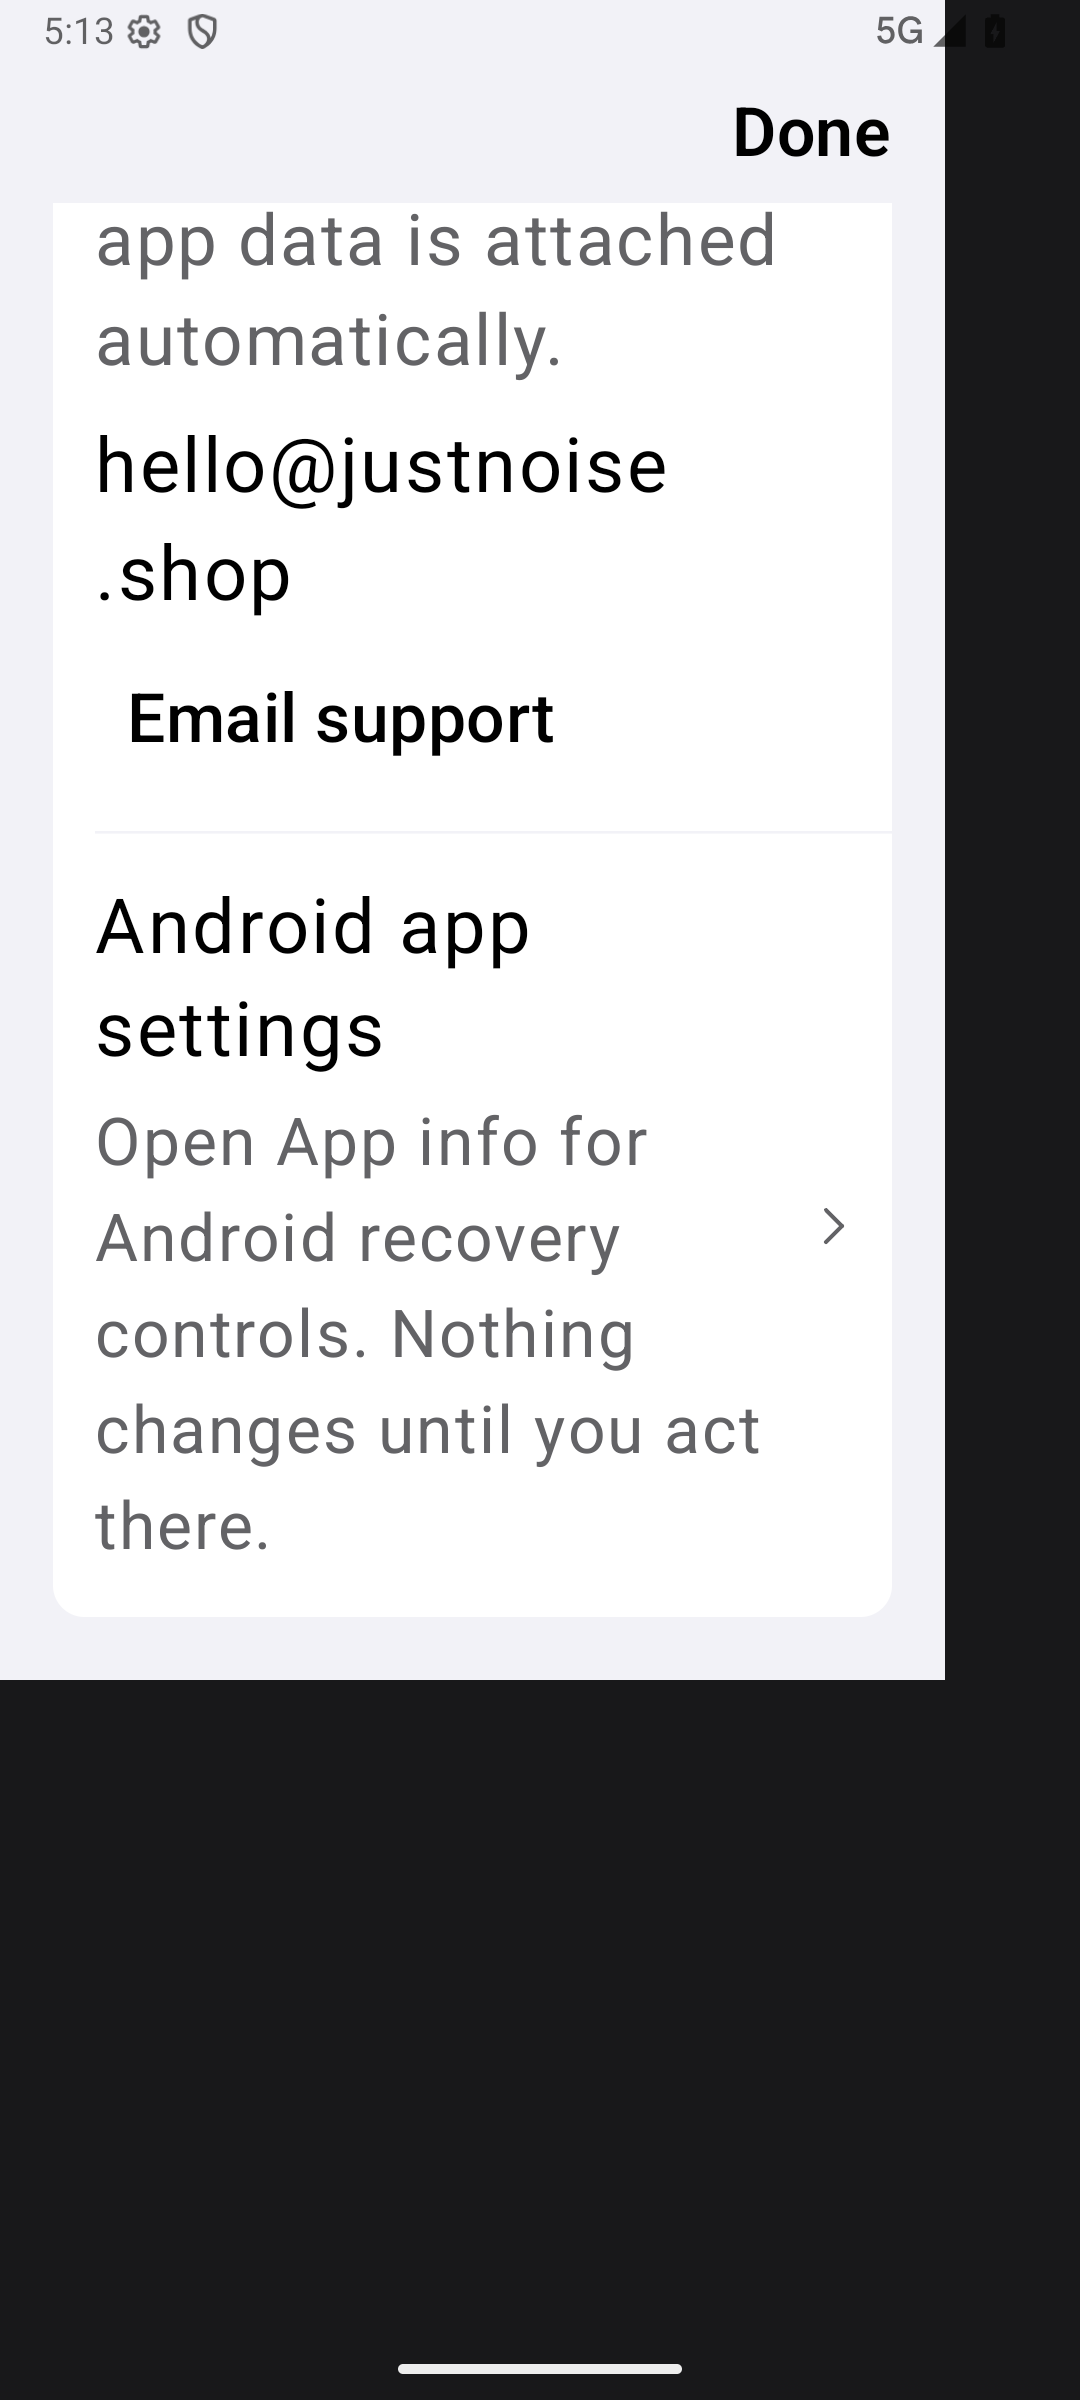 5:13 5G
Done
app data is attached
automatically.
hello@justnoise
.shop
Email support
Android app
settings
Open App info for
Android recovery
controls. Nothing
changes until you act
there.